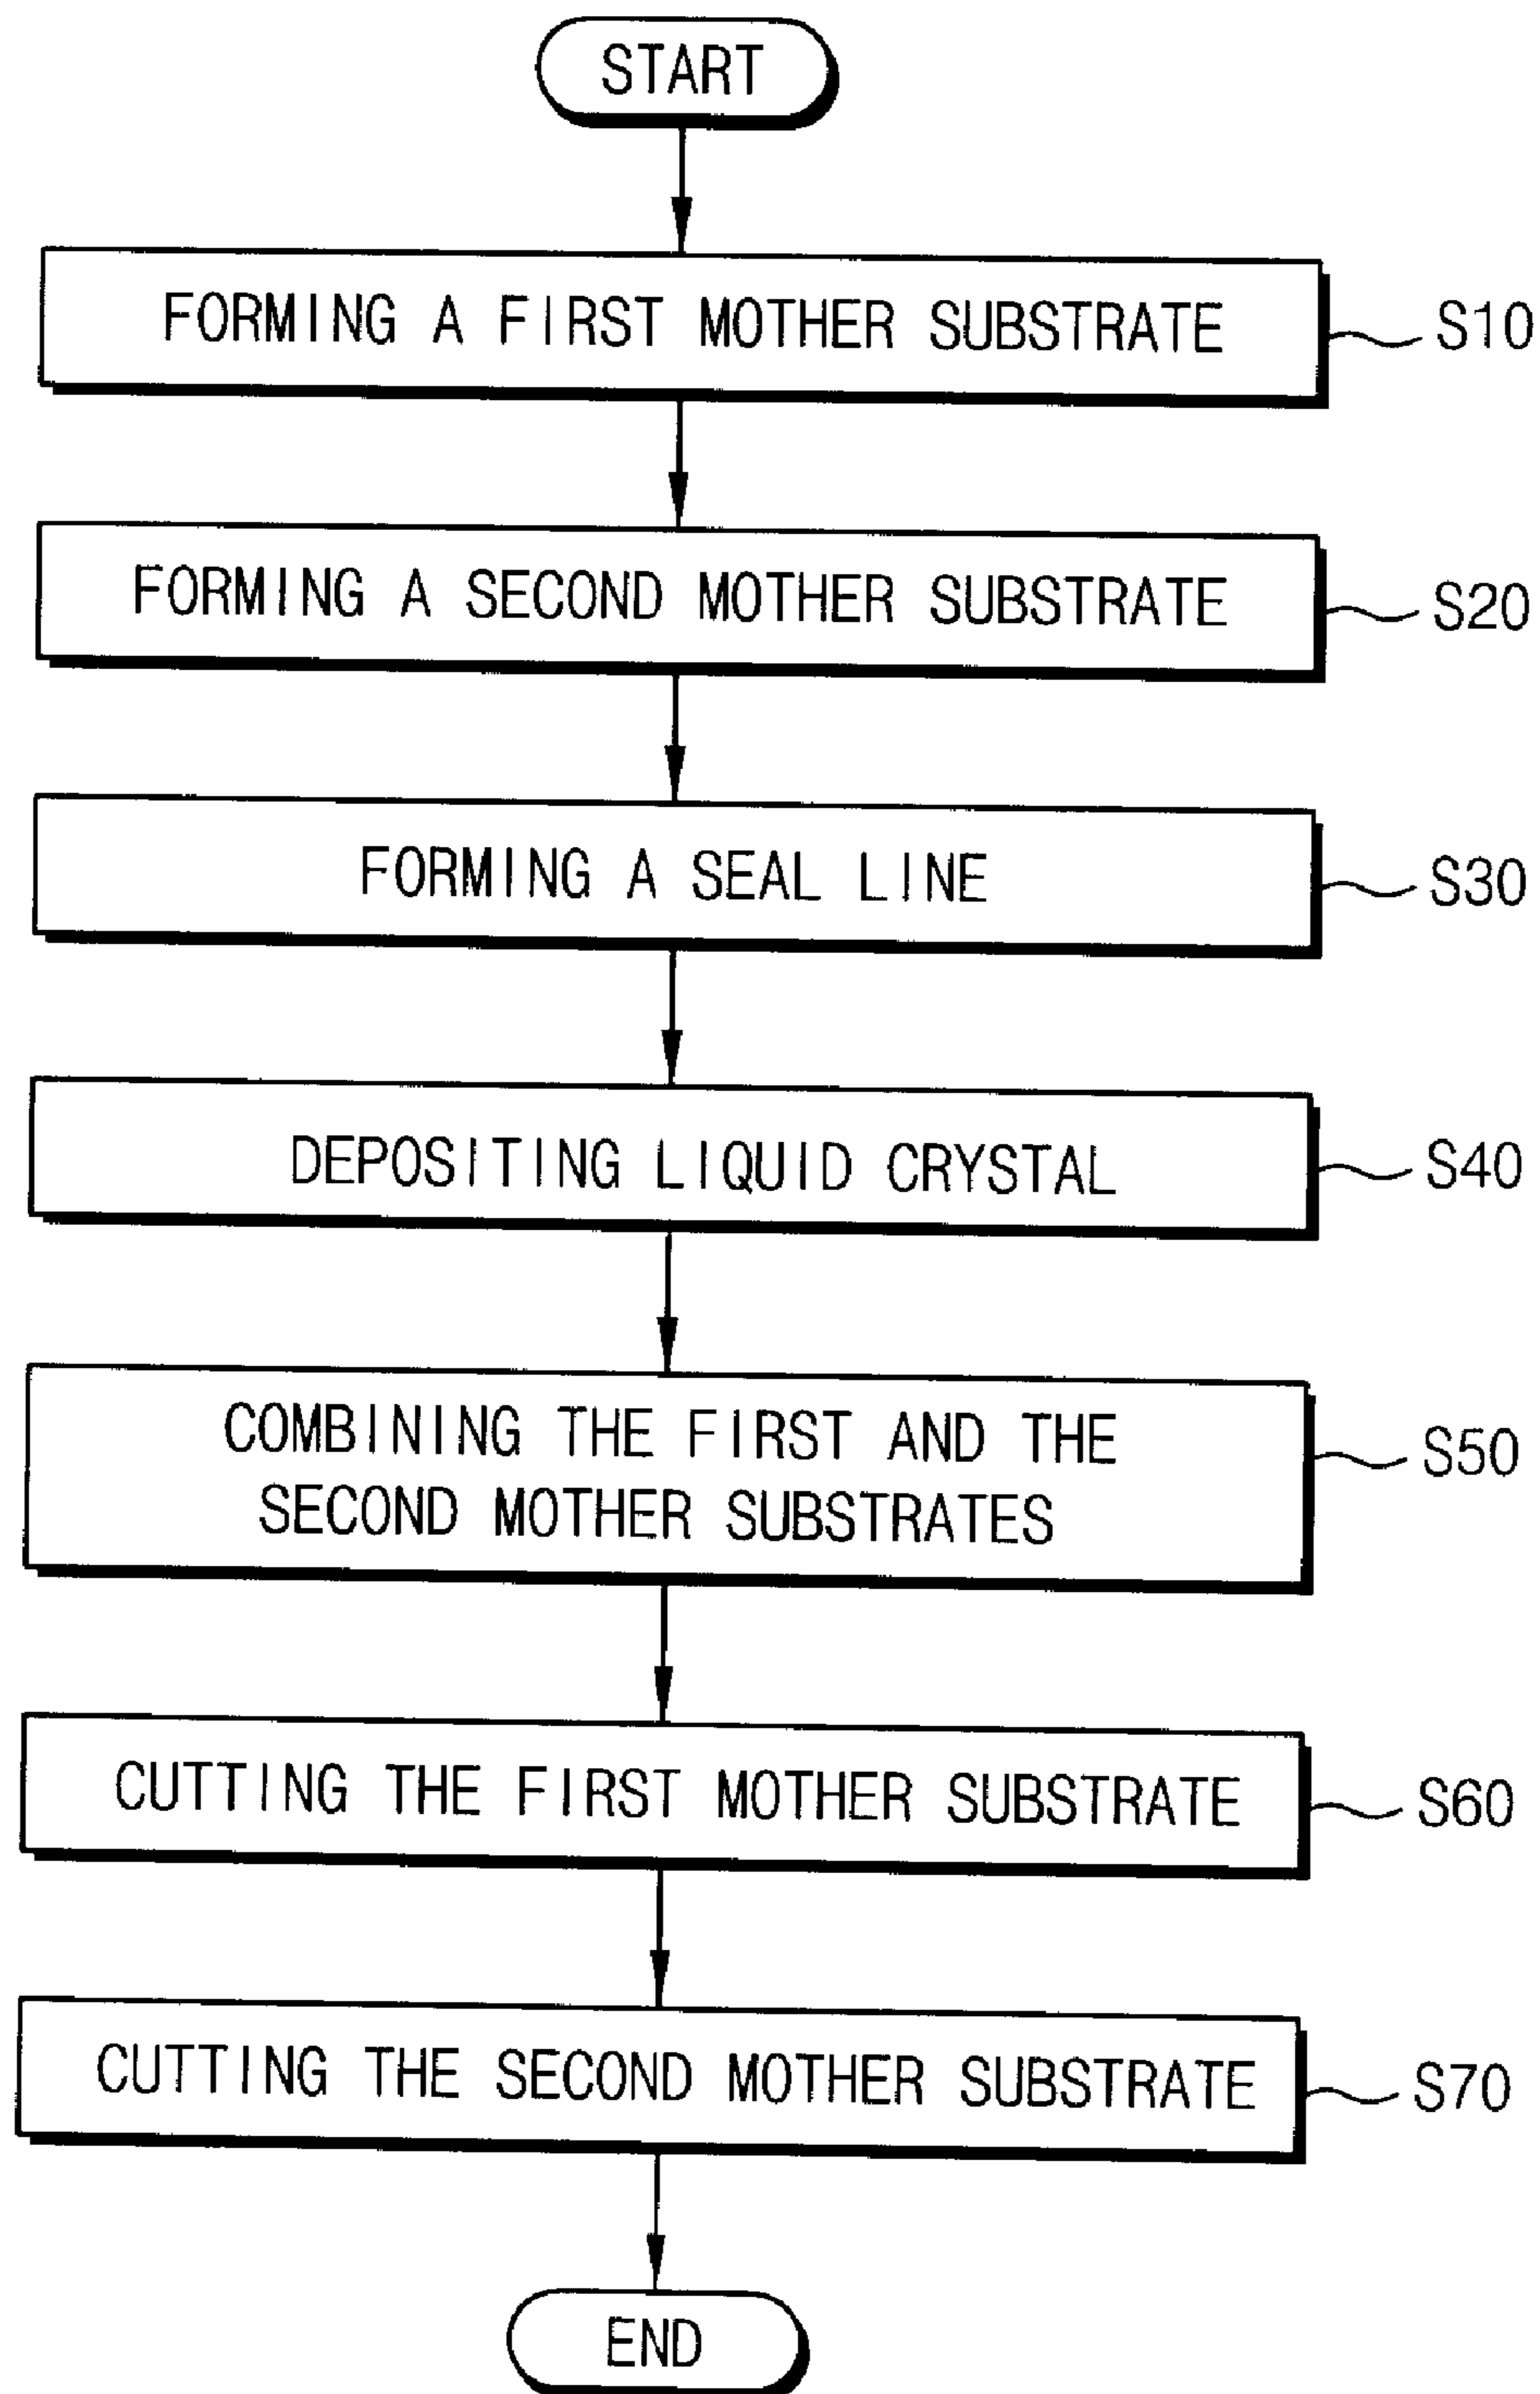 START
FORMING A FIRST MOTHER SUBSTRATE
S10
FORMING A SECOND MOTHER SUBSTRATE
S20
FORMING A SEAL LINE
S30
DEPOSITING LIQUID CRYSTAL
S40
COMBINING THE FIRST AND THE
SECOND MOTHER SUBSTRATES
S50
CUTTING THE FIRST MOTHER SUBSTRATE
S60
CUTTING THE SECOND MOTHER SUBSTRATE
S70
END